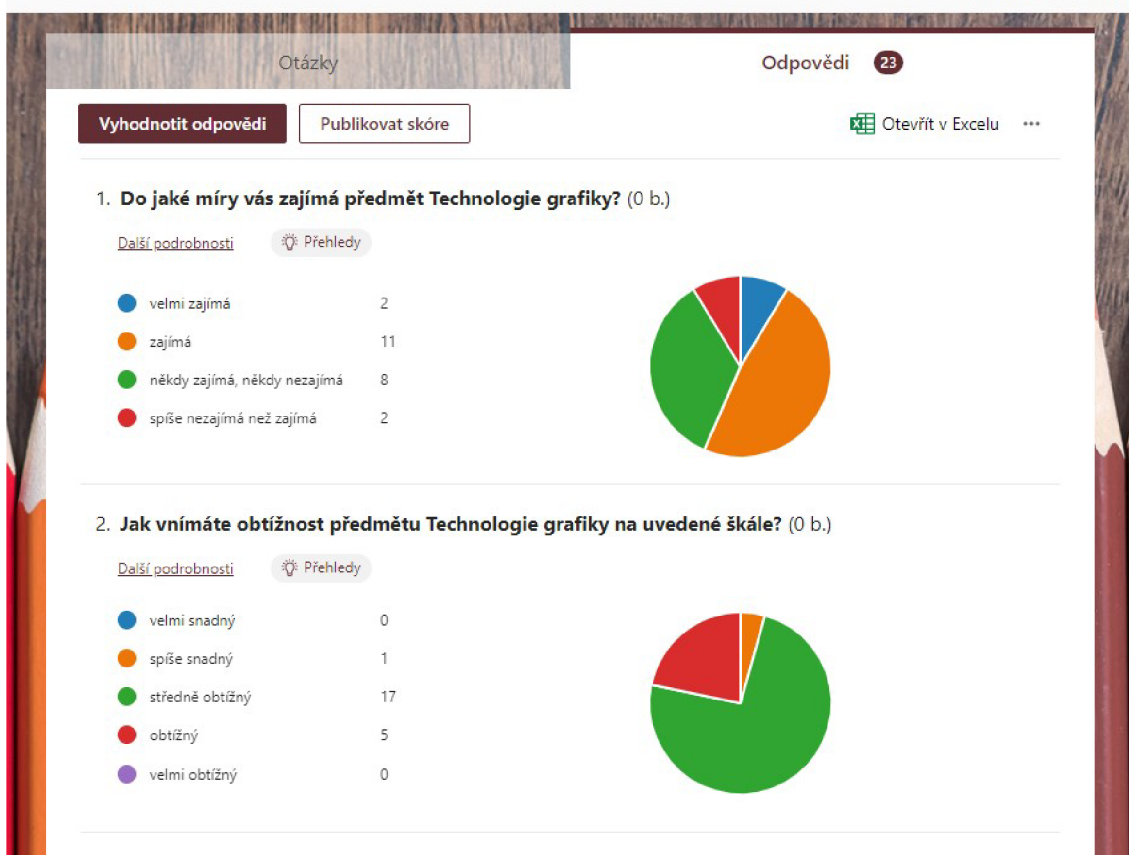 Otázky
Odpovědi 23
Vyhodnotit odpovědi Publikovat skóre Otevřít v Excelu ...
1. Do jaké míry vás zajímá předmět Technologie grafiky? (0 b.)
Další podrobnosti Přehledy
velmi zajímá 2
zajímá 11
někdy zajímá, někdy nezajímá 8
spíše nezajímá než zajímá 2
2. Jak vnímáte obtížnost předmětu Technologie grafiky na uvedené škále? (0 b.)
Další podrobnosti Přehledy
velmi snadný 0
spíše snadný 1
středně obtížný 17
obtížný 5
velmi obtížný 0